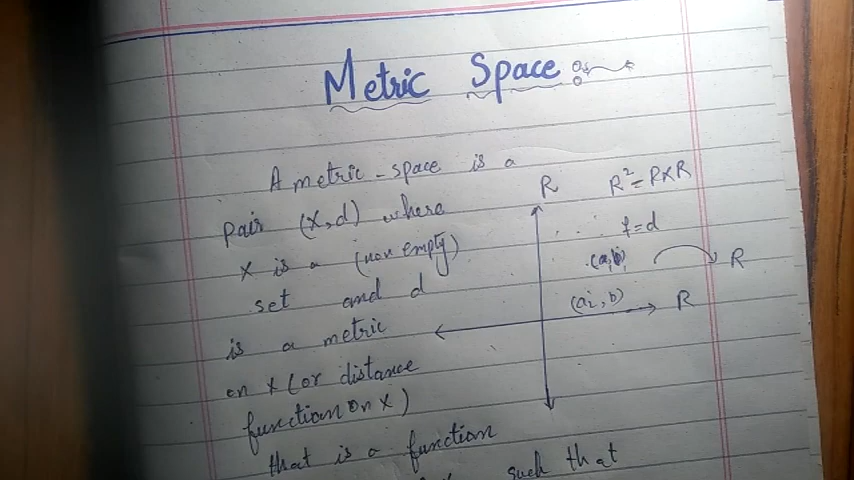 Metric Space :
A metric-space is a
pair (X,d) where
X is a (non empty)
set and d
is a metric
on X (or distance
function on X)
that is a function
such that
R
R² = R×R
f=d
(a,b)
R
(a₂,b)
R